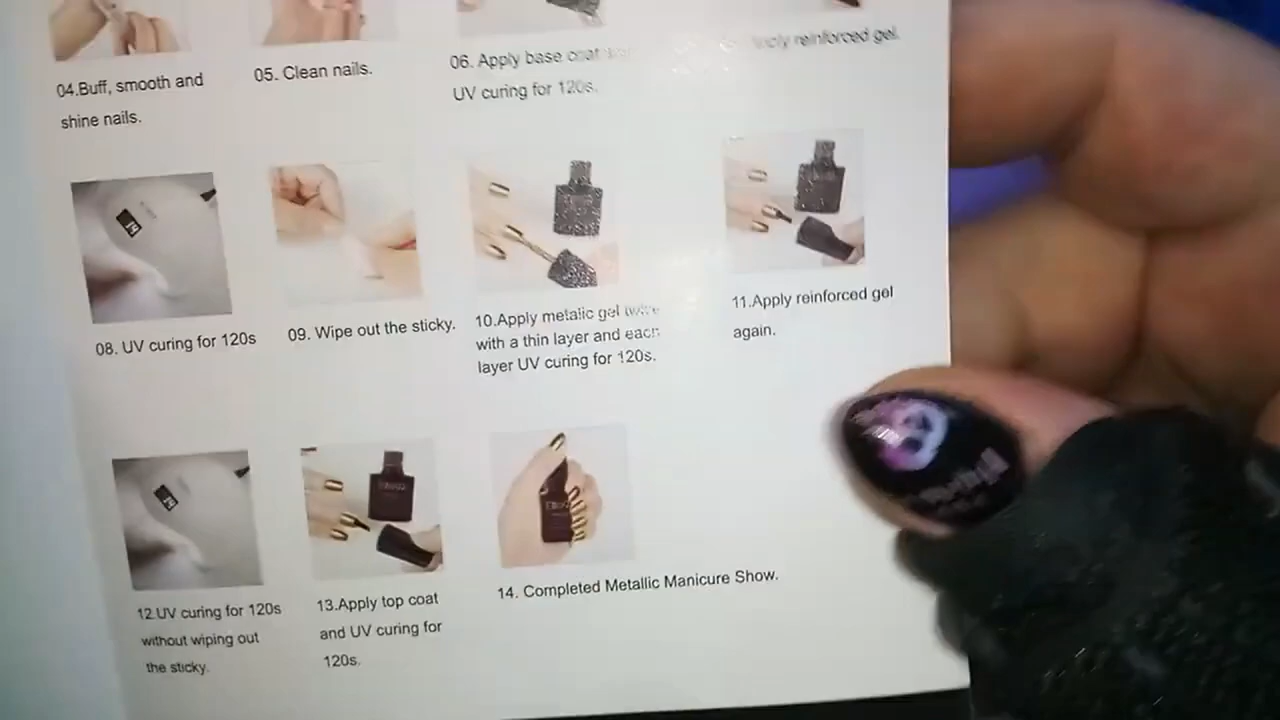 04.Buff, smooth and
shine nails.
05. Clean nails.
06. Apply base coat
UV curing for 120s.
reinforced gel.
08. UV curing for 120s
09. Wipe out the sticky.
10.Apply metalic gel twice
with a thin layer and each
layer UV curing for 120s.
11.Apply reinforced gel
again.
12.UV curing for 120s
without wiping out
the sticky.
13.Apply top coat
and UV curing for
120s.
14. Completed Metallic Manicure Show.